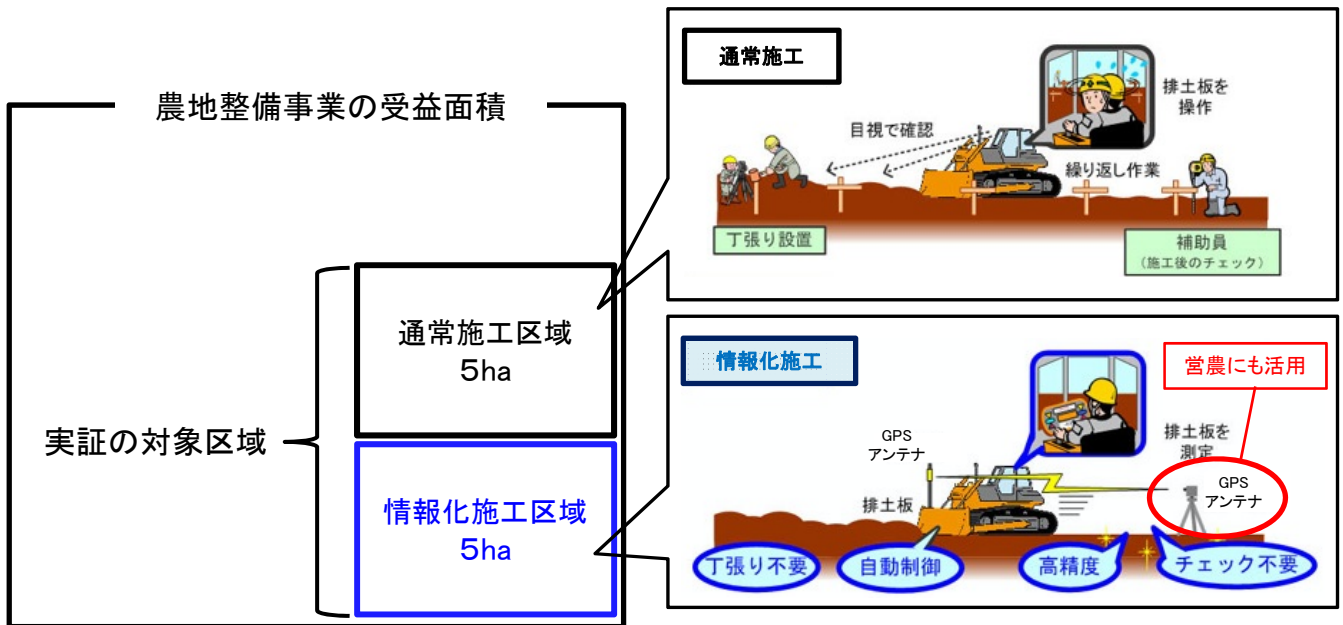 農地整備事業の受益面積
実証の対象区域
通常施工区域
5ha
情報化施工区域
5ha
通常施工
排土板を
操作
目視で確認
繰り返し作業
丁張り設置
補助員
(施工後のチェック)
情報化施工
営農にも活用
GPS
アンテナ
排土板を
測定
GPS
アンテナ
排土板
丁張り不要
自動制御
高精度
チェック不要